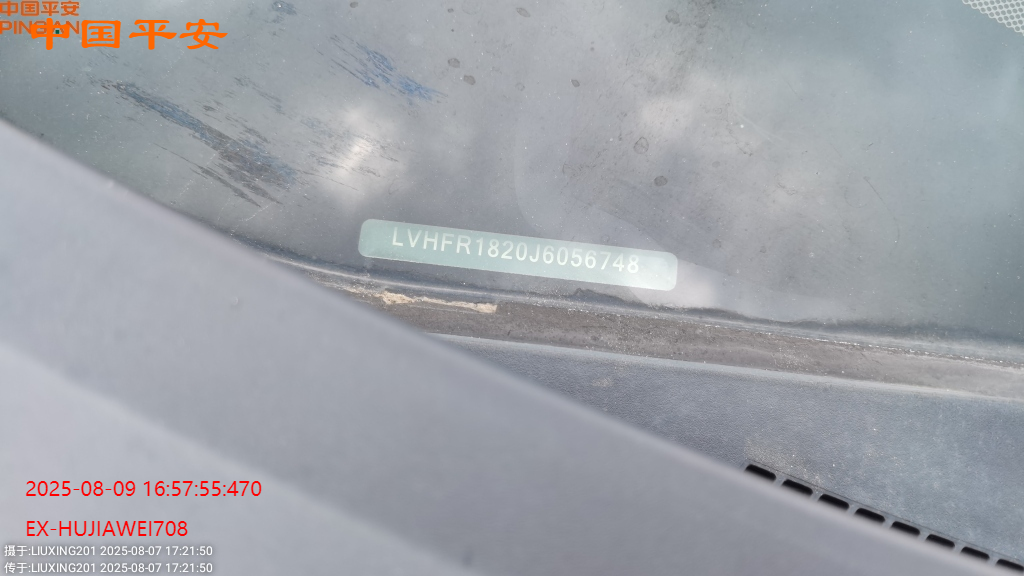 中国平安
PINGAN
中国平安
LVHFR1820J6056748
2025-08-09 16:57:55:470
EX-HUJIAWEI708
摄于:LIUXING201 2025-08-07 17:21:50
传于:LIUXING201 2025-08-07 17:21:50